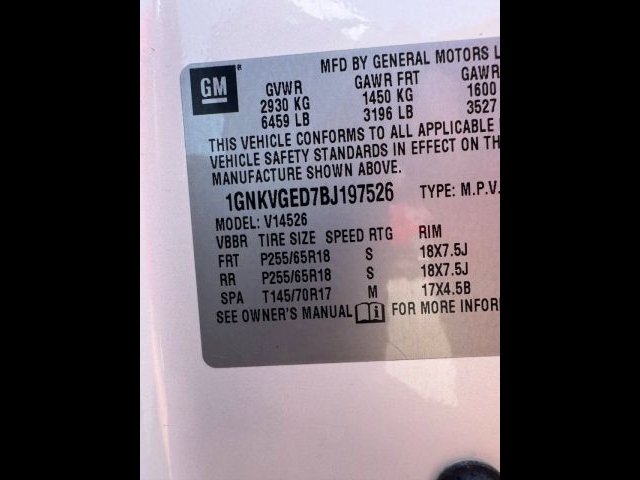 GM
MFD BY GENERAL MOTORS L
GVWR GAWR FRT GAWR
2930 KG 1450 KG 1600
6459 LB 3196 LB 3527
THIS VEHICLE CONFORMS TO ALL APPLICABLE
VEHICLE SAFETY STANDARDS IN EFFECT ON TH
MANUFACTURE SHOWN ABOVE.
1GNKVGED7BJ197526 TYPE: M.P.V.
MODEL: V14526
VBBR TIRE SIZE SPEED RTG RIM
FRT P255/65R18 S 18X7.5J
RR P255/65R18 S 18X7.5J
SPA T145/70R17 M 17X4.5B
SEE OWNER'S MANUAL FOR MORE INFOR